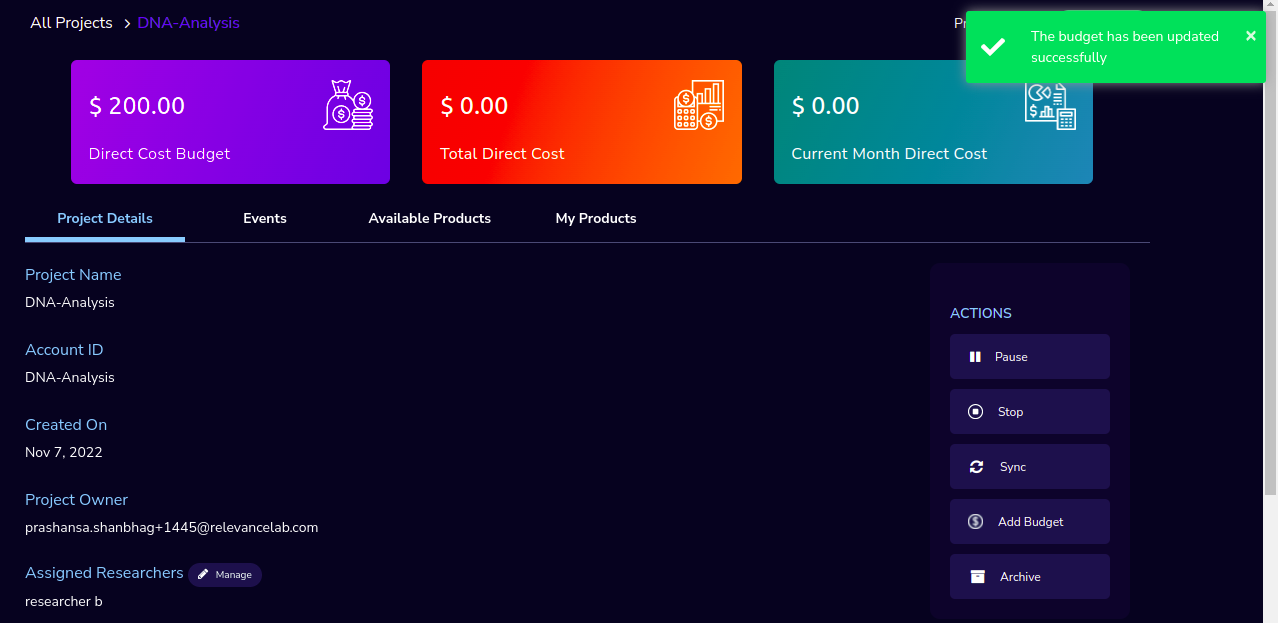 All Projects > DNA-Analysis
The budget has been updated
successfully
$ 200.00
Direct Cost Budget
$ 0.00
Total Direct Cost
$ 0.00
Current Month Direct Cost
Project Details Events Available Products My Products
Project Name
DNA-Analysis
Account ID
DNA-Analysis
Created On
Nov 7, 2022
Project Owner
prashansa.shanbhag+1445@relevancelab.com
Assigned Researchers Manage
researcher b
ACTIONS
Pause
Stop
Sync
Add Budget
Archive